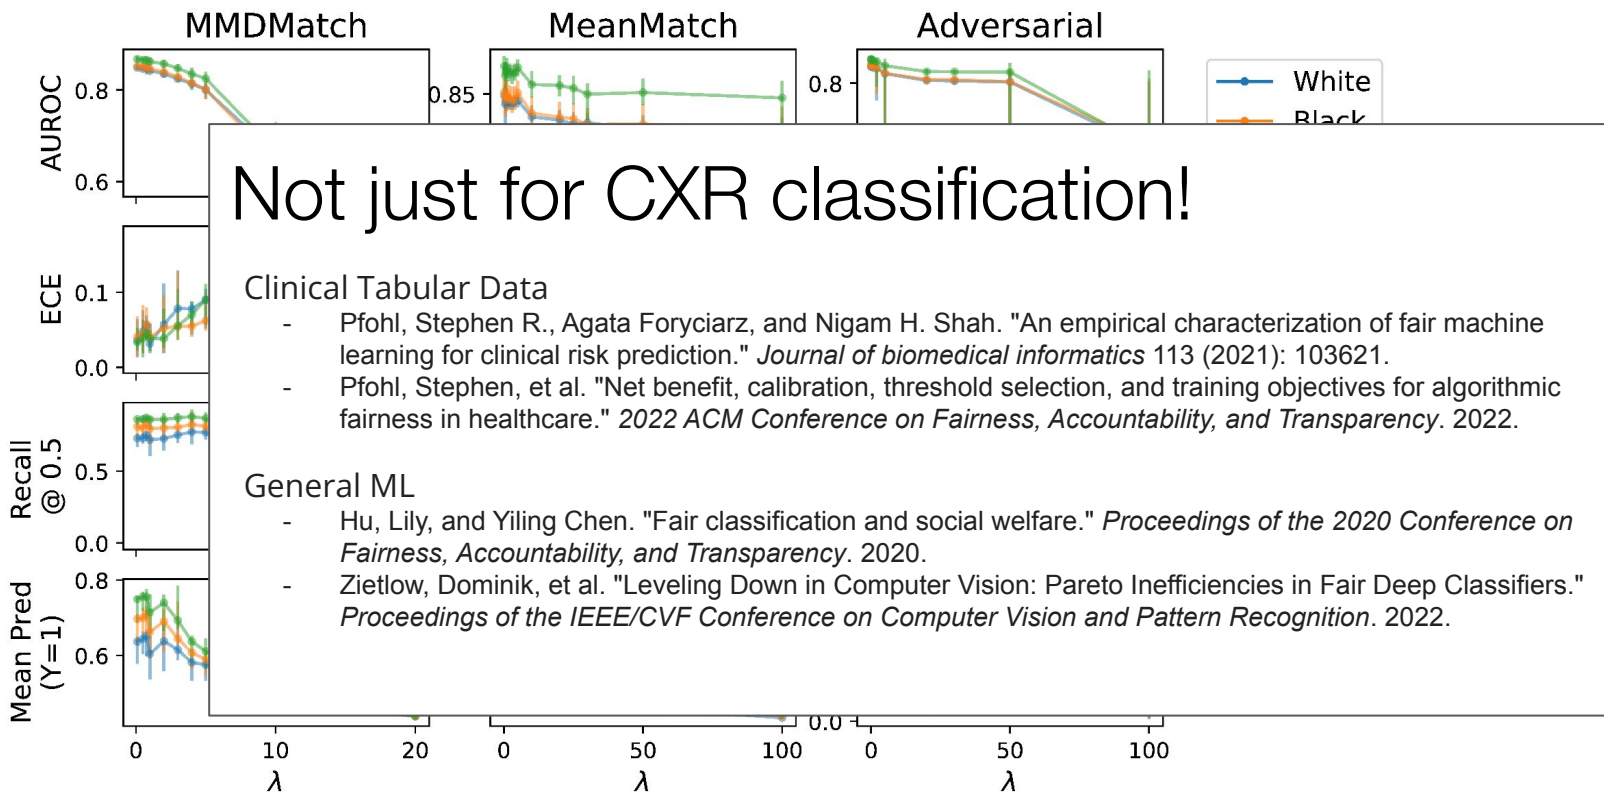 MMDMatch
MeanMatch
Adversarial
AUROC
0.8
0.6
0.85
0.8
White
Black
Not just for CXR classification!
ECE
0.1
0.0
Clinical Tabular Data
- Pfohl, Stephen R., Agata Foryciarz, and Nigam H. Shah. "An empirical characterization of fair machine
learning for clinical risk prediction." Journal of biomedical informatics 113 (2021): 103621.
- Pfohl, Stephen, et al. "Net benefit, calibration, threshold selection, and training objectives for algorithmic
fairness in healthcare." 2022 ACM Conference on Fairness, Accountability, and Transparency. 2022.
Recall
@ 0.5
0.5
0.0
General ML
- Hu, Lily, and Yiling Chen. "Fair classification and social welfare." Proceedings of the 2020 Conference on
Fairness, Accountability, and Transparency. 2020.
- Zietlow, Dominik, et al. "Leveling Down in Computer Vision: Pareto Inefficiencies in Fair Deep Classifiers."
Proceedings of the IEEE/CVF Conference on Computer Vision and Pattern Recognition. 2022.
Mean Pred
(Y=1)
0.8
0.6
0.0
0 10 20
0 50 100
0 50 100
λ
λ
λ